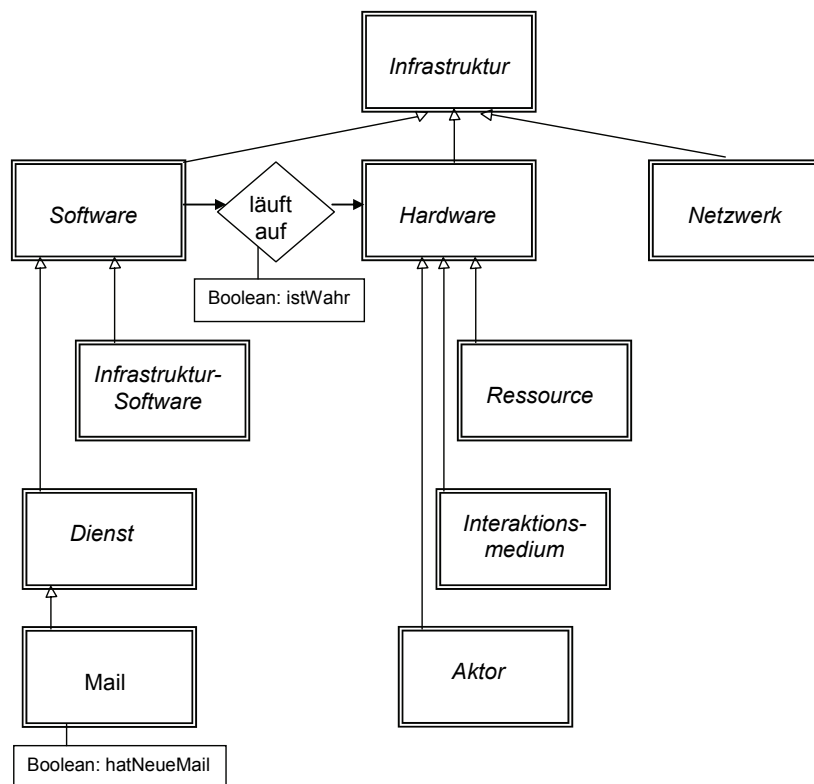 Infrastruktur
Software
läuft
auf
Hardware
Netzwerk
Boolean: istWahr
Infrastruktur-
Software
Ressource
Dienst
Interaktions-
medium
Mail
Aktor
Boolean: hatNeueMail